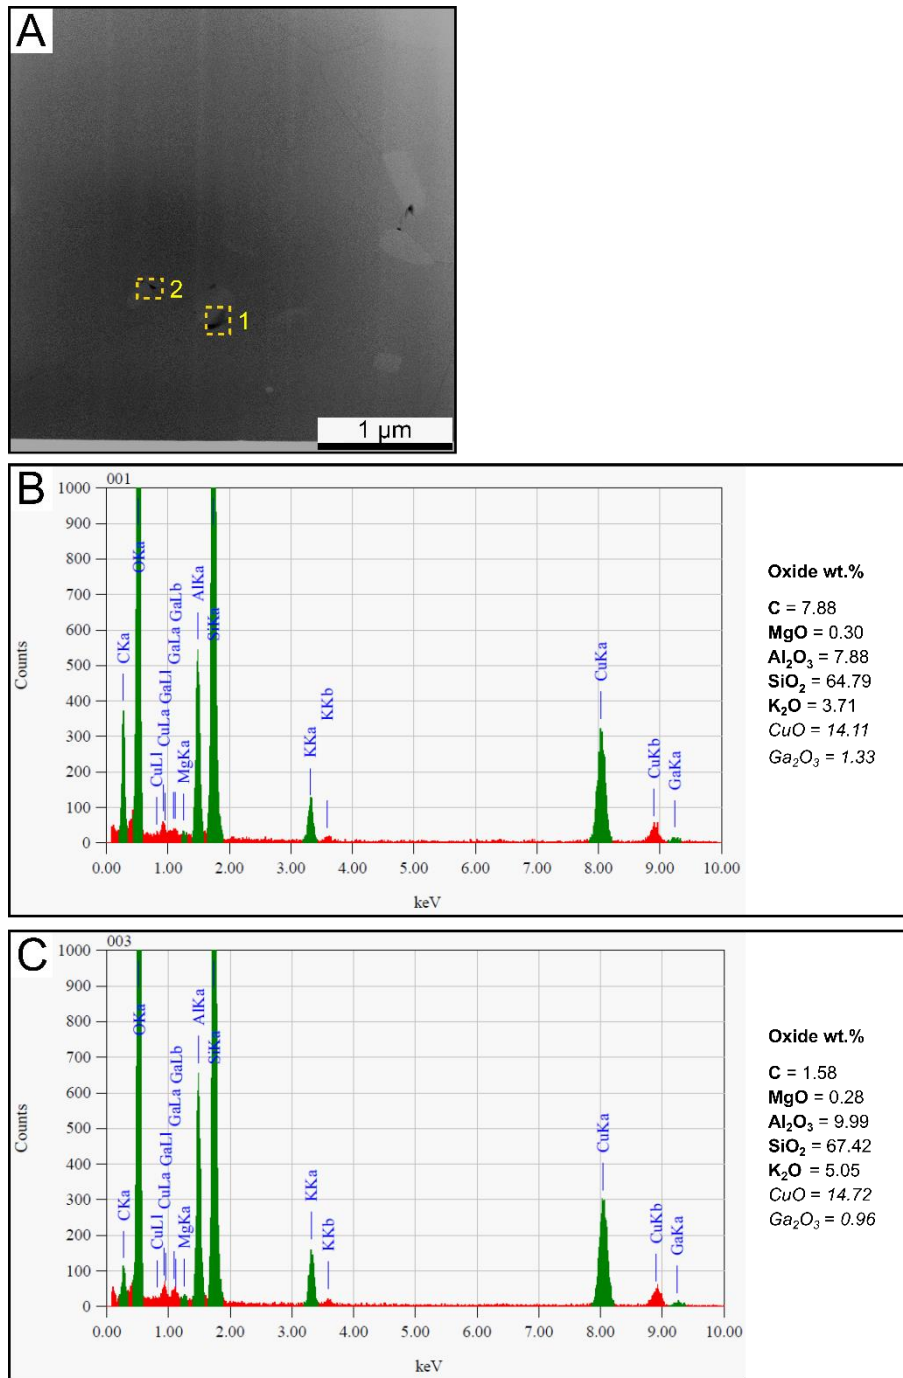 A
2
1
1 µm
B
001
1000
900
800
700
600
500
400
300
200
100
0
Counts
CKa
OKa
CuLl
CuLa GaLl
GaLa GaLb
MgKa
AlKa
SiKa
KKa
KKb
CuKa
CuKb
GaKa
0.00 1.00 2.00 3.00 4.00 5.00 6.00 7.00 8.00 9.00 10.00
keV
Oxide wt.%
C = 7.88
MgO = 0.30
Al₂O₃ = 7.88
SiO₂ = 64.79
K₂O = 3.71
CuO = 14.11
Ga₂O₃ = 1.33
C
003
1000
900
800
700
600
500
400
300
200
100
0
Counts
CKa
OKa
CuLl
CuLa GaLl
GaLa GaLb
MgKa
AlKa
SiKa
KKa
KKb
CuKa
CuKb
GaKa
0.00 1.00 2.00 3.00 4.00 5.00 6.00 7.00 8.00 9.00 10.00
keV
Oxide wt.%
C = 1.58
MgO = 0.28
Al₂O₃ = 9.99
SiO₂ = 67.42
K₂O = 5.05
CuO = 14.72
Ga₂O₃ = 0.96